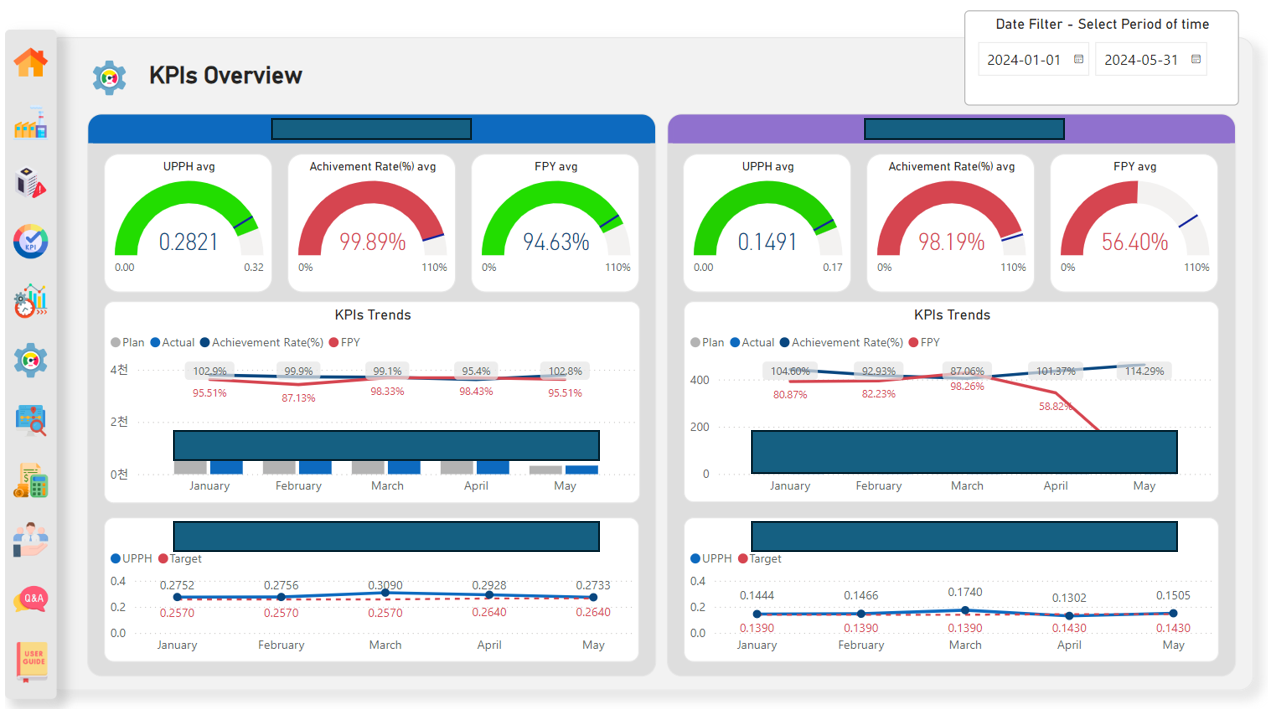 Date Filter - Select Period of time
2024-01-01 2024-05-31
KPIs Overview
UPPH avg
0.2821
0.00 0.32
Achivement Rate(%) avg
99.89%
0% 110%
FPY avg
94.63%
0% 110%
KPIs Trends
Plan Actual Achievement Rate(%) FPY
4천
2천
0천
102.9% 99.9% 99.1% 95.4% 102.8%
95.51% 87.13% 98.33% 98.43% 95.51%
January February March April May
UPPH Target
0.4
0.2
0.0
0.2752 0.2756 0.3090 0.2928 0.2733
0.2570 0.2570 0.2570 0.2640 0.2640
January February March April May
UPPH avg
0.1491
0.00 0.17
Achivement Rate(%) avg
98.19%
0% 110%
FPY avg
56.40%
0% 110%
KPIs Trends
Plan Actual Achievement Rate(%) FPY
400
200
0
104.60% 92.93% 87.06% 101.37% 114.29%
80.87% 82.23% 98.26% 58.82%
January February March April May
UPPH Target
0.4
0.2
0.0
0.1444 0.1466 0.1740 0.1302 0.1505
0.1390 0.1390 0.1390 0.1430 0.1430
January February March April May
KPI
Q&A
USER
GUIDE